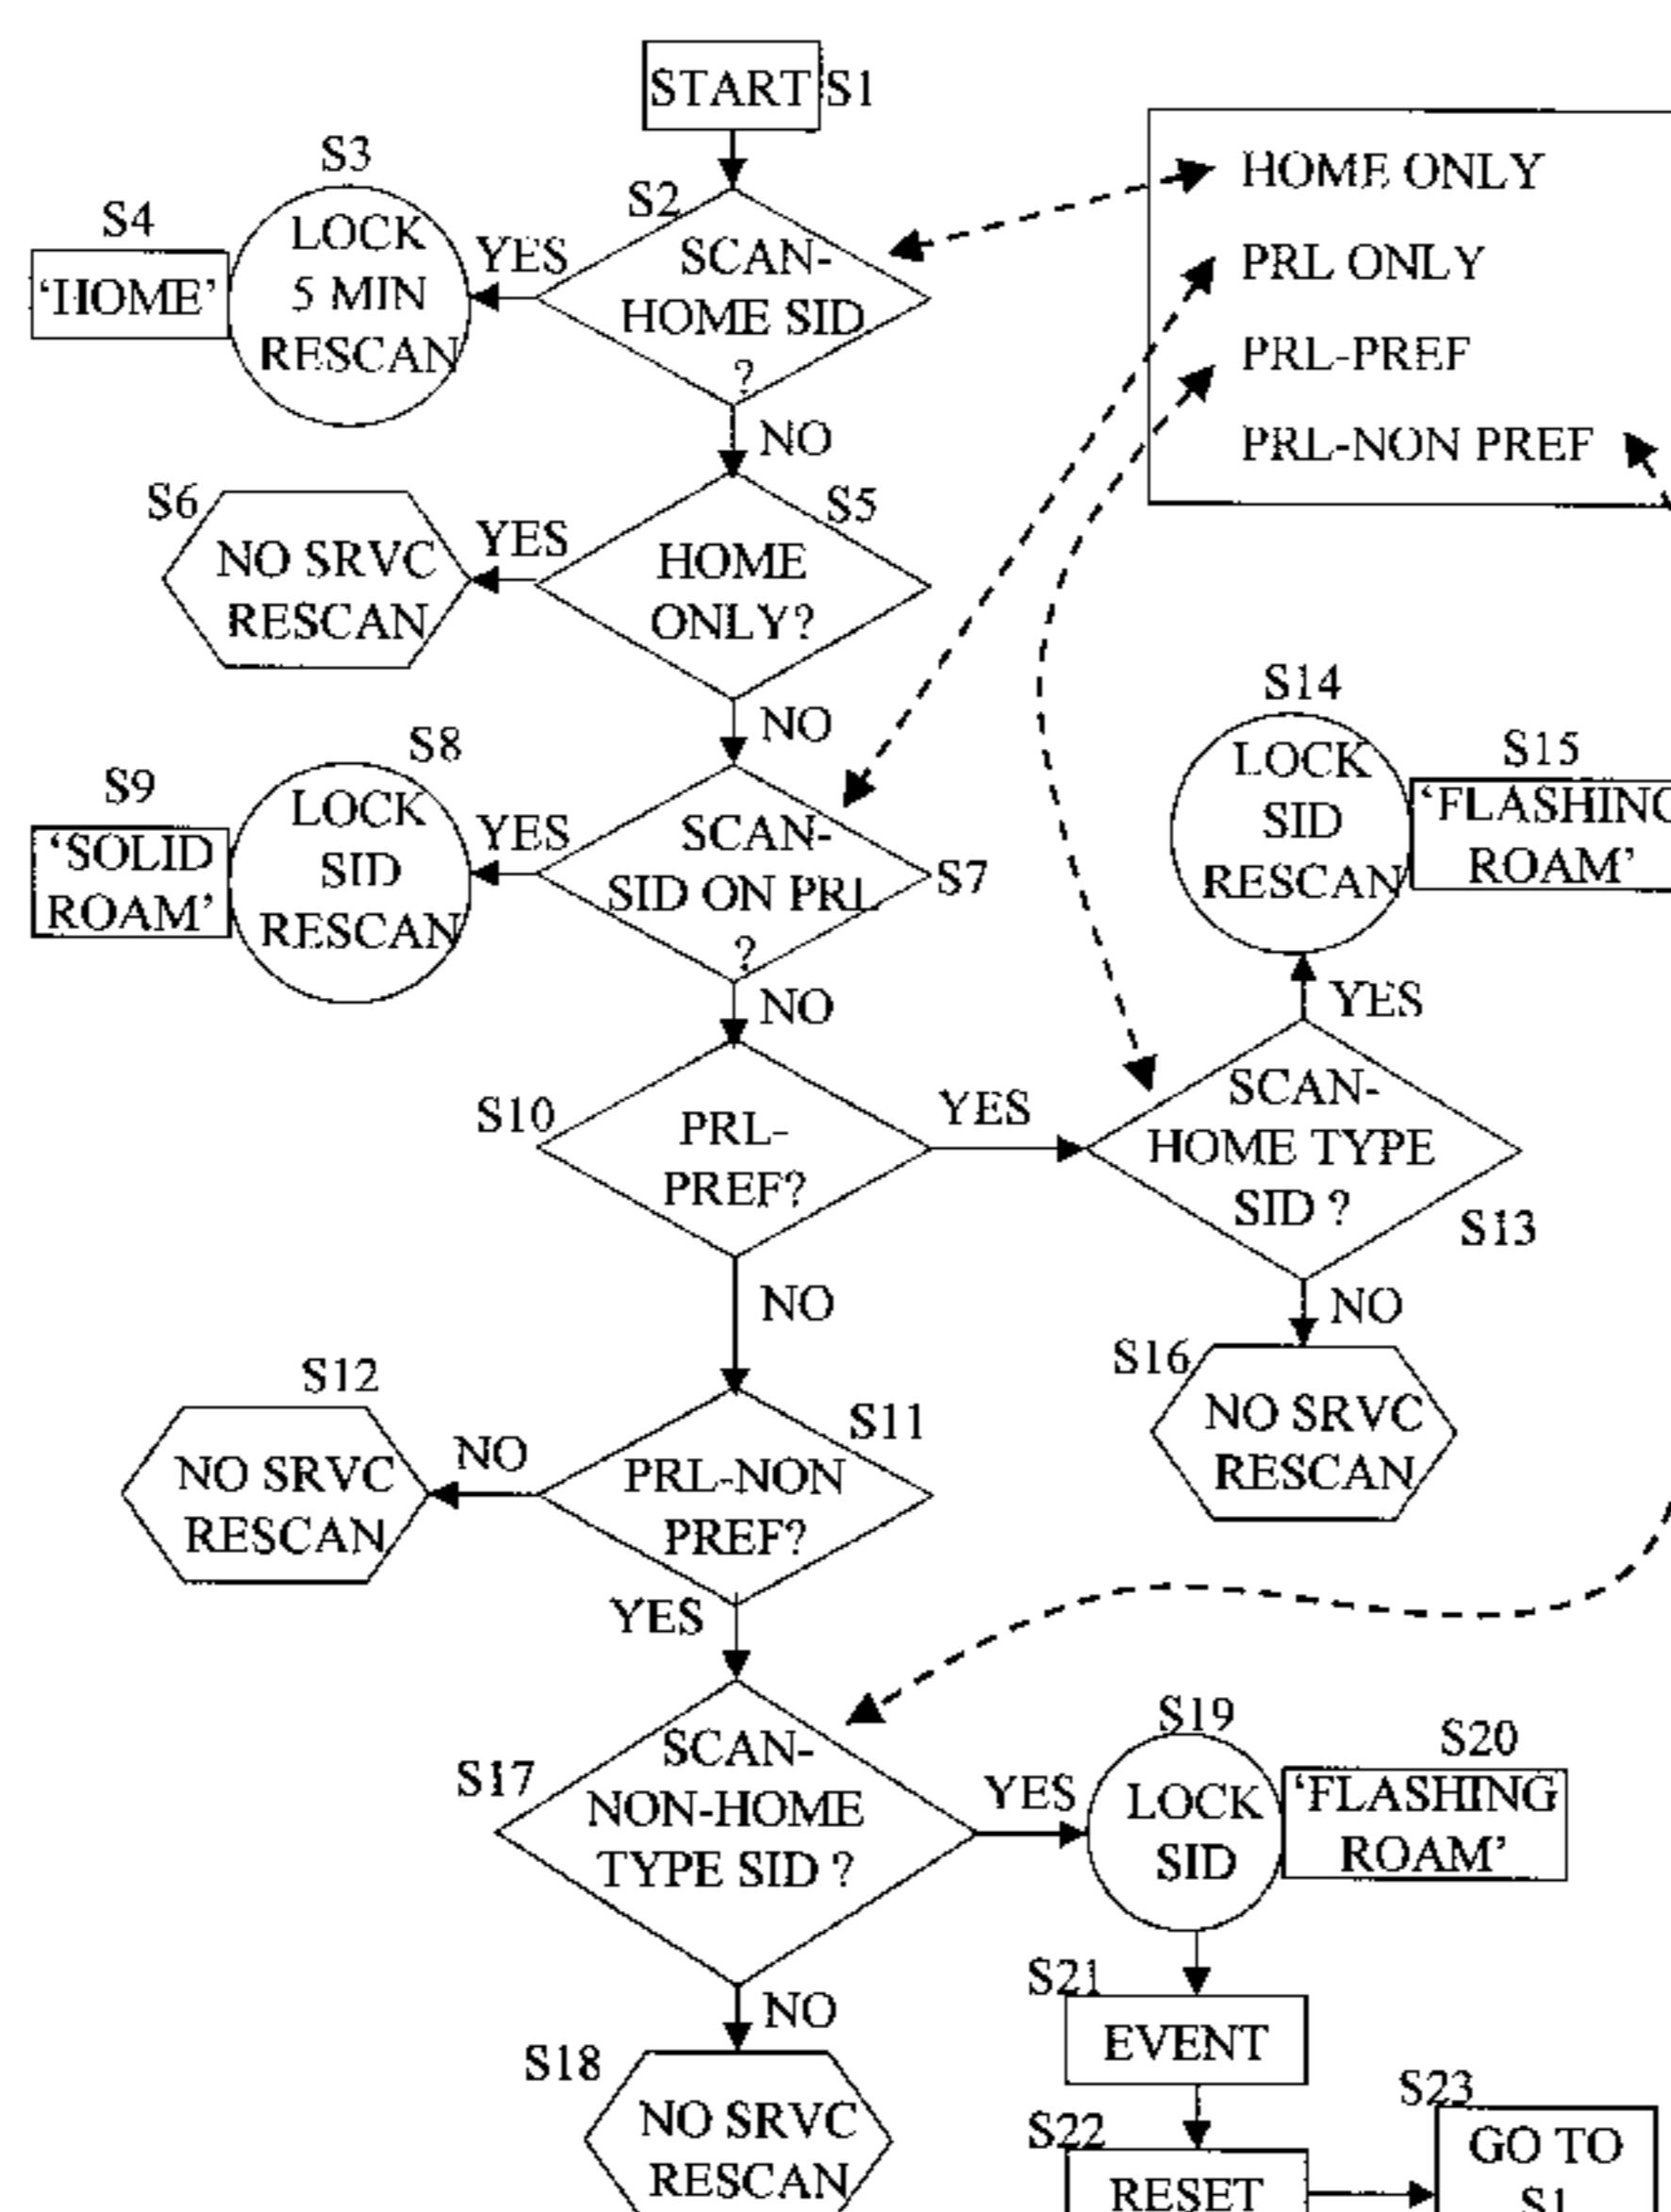 START S1
HOME ONLY
PRL ONLY
PRL-PREF
PRL-NON PREF
S2
SCAN-
HOME SID
?
YES
S3
LOCK
5 MIN
RESCAN
S4
‘HOME’
NO
S5
HOME
ONLY?
YES
S6
NO SRVC
RESCAN
NO
S7
SCAN-
SID ON PRL
?
YES
S8
LOCK
SID
RESCAN
S9
‘SOLID
ROAM’
NO
S10
PRL-
PREF?
YES
S13
SCAN-
HOME TYPE
SID ?
YES
S14
LOCK
SID
RESCAN
S15
‘FLASHING
ROAM’
NO
S16
NO SRVC
RESCAN
NO
S11
PRL-NON
PREF?
NO
S12
NO SRVC
RESCAN
YES
S17
SCAN-
NON-HOME
TYPE SID ?
YES
S19
LOCK
SID
S20
‘FLASHING
ROAM’
NO
S18
NO SRVC
RESCAN
S21
EVENT
S22
RESET
S23
GO TO
S1